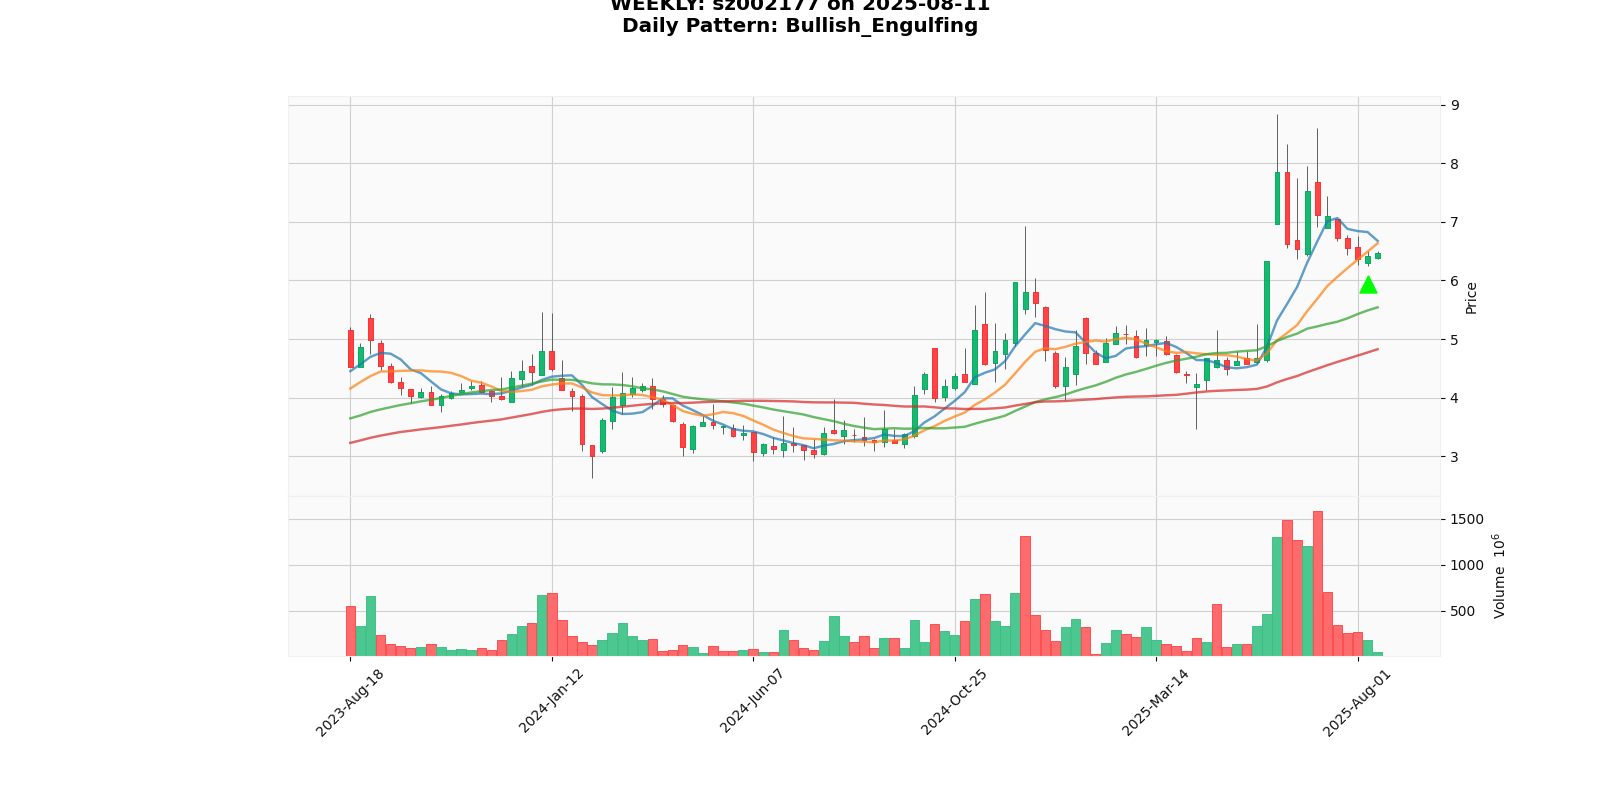 WEEKLY: sz002177 on 2025-08-11
Daily Pattern: Bullish_Engulfing
9
8
7
6
5
4
3
Price
1500
1000
500
Volume 10^6
2023-Aug-18
2024-Jan-12
2024-Jun-07
2024-Oct-25
2025-Mar-14
2025-Aug-01